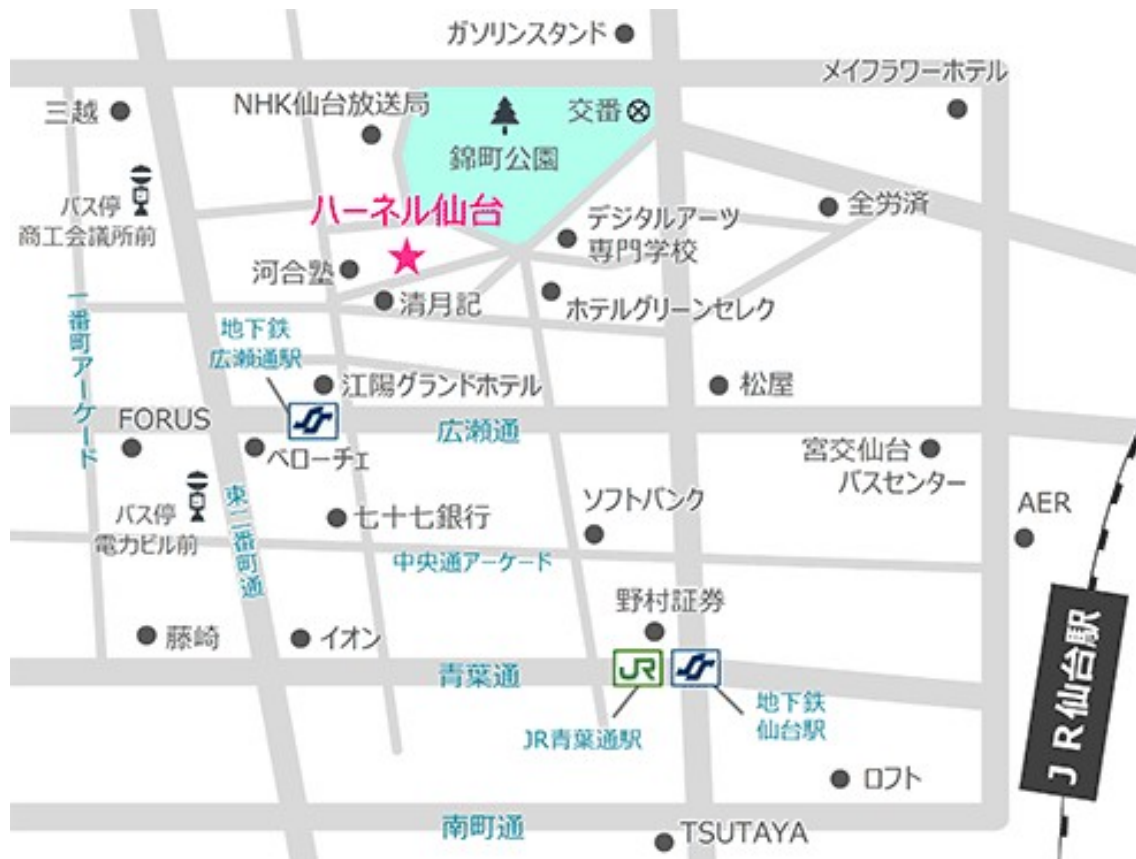 ガソリンスタンド
メイフラワーホテル
三越
NHK仙台放送局
交番
錦町公園
バス停
商工会議所前
ハーネル仙台
デジタルアーツ
専門学校
全労済
河合塾
清月記
ホテルグリーンセレク
一番町アーケード
地下鉄
広瀬通駅
江陽グランドホテル
松屋
FORUS
広瀬通
ベローチェ
宮交仙台
バスセンター
バス停
電力ビル前
東二番町通
七十七銀行
ソフトバンク
AER
中央通アーケード
野村証券
藤崎
イオン
青葉通
JR
JR青葉通駅
地下鉄
仙台駅
JR仙台駅
ロフト
南町通
TSUTAYA